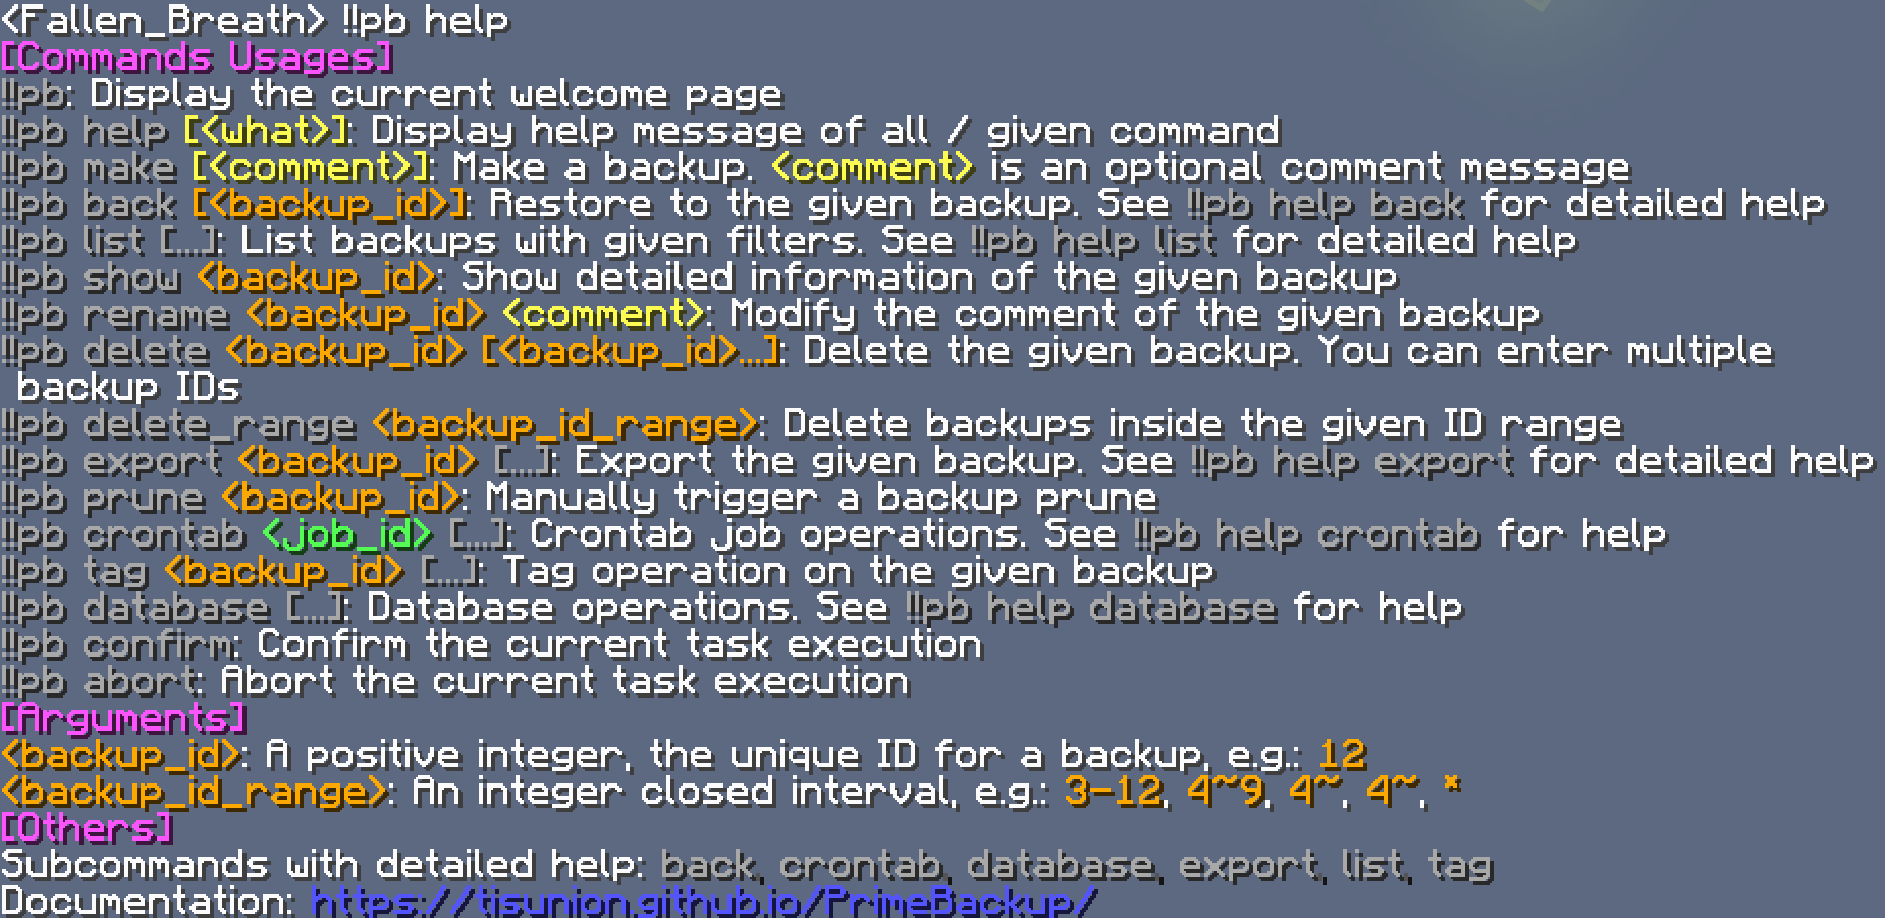 <Fallen_Breath> !!pb help
[Commands Usages]
!!pb: Display the current welcome page
!!pb help [<what>]: Display help message of all / given command
!!pb make [<comment>]: Make a backup. <comment> is an optional comment message
!!pb back [<backup_id>]: Restore to the given backup. See !!pb help back for detailed help
!!pb list [...]: List backups with given filters. See !!pb help list for detailed help
!!pb show <backup_id>: Show detailed information of the given backup
!!pb rename <backup_id> <comment>: Modify the comment of the given backup
!!pb delete <backup_id> [<backup_id>...]: Delete the given backup. You can enter multiple
backup IDs
!!pb delete_range <backup_id_range>: Delete backups inside the given ID range
!!pb export <backup_id> [...]: Export the given backup. See !!pb help export for detailed help
!!pb prune <backup_id>: Manually trigger a backup prune
!!pb crontab <job_id> [...]: Crontab job operations. See !!pb help crontab for help
!!pb tag <backup_id> [...]: Tag operation on the given backup
!!pb database [...]: Database operations. See !!pb help database for help
!!pb confirm: Confirm the current task execution
!!pb abort: Abort the current task execution
[Arguments]
<backup_id>: A positive integer, the unique ID for a backup, e.g.: 12
<backup_id_range>: An integer closed interval, e.g.: 3-12, 4~9, 4~, 4~, *
[Others]
Subcommands with detailed help: back, crontab, database, export, list, tag
Documentation: https://tisunion.github.io/PrimeBackup/